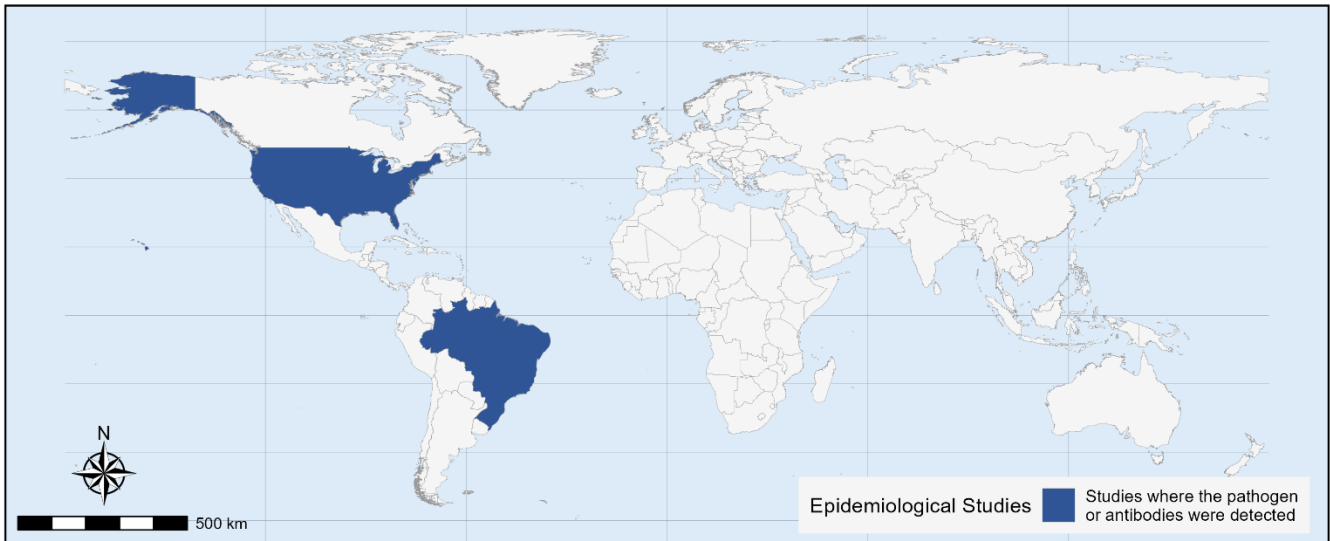 N
500 km
Epidemiological Studies
Studies where the pathogen
or antibodies were detected